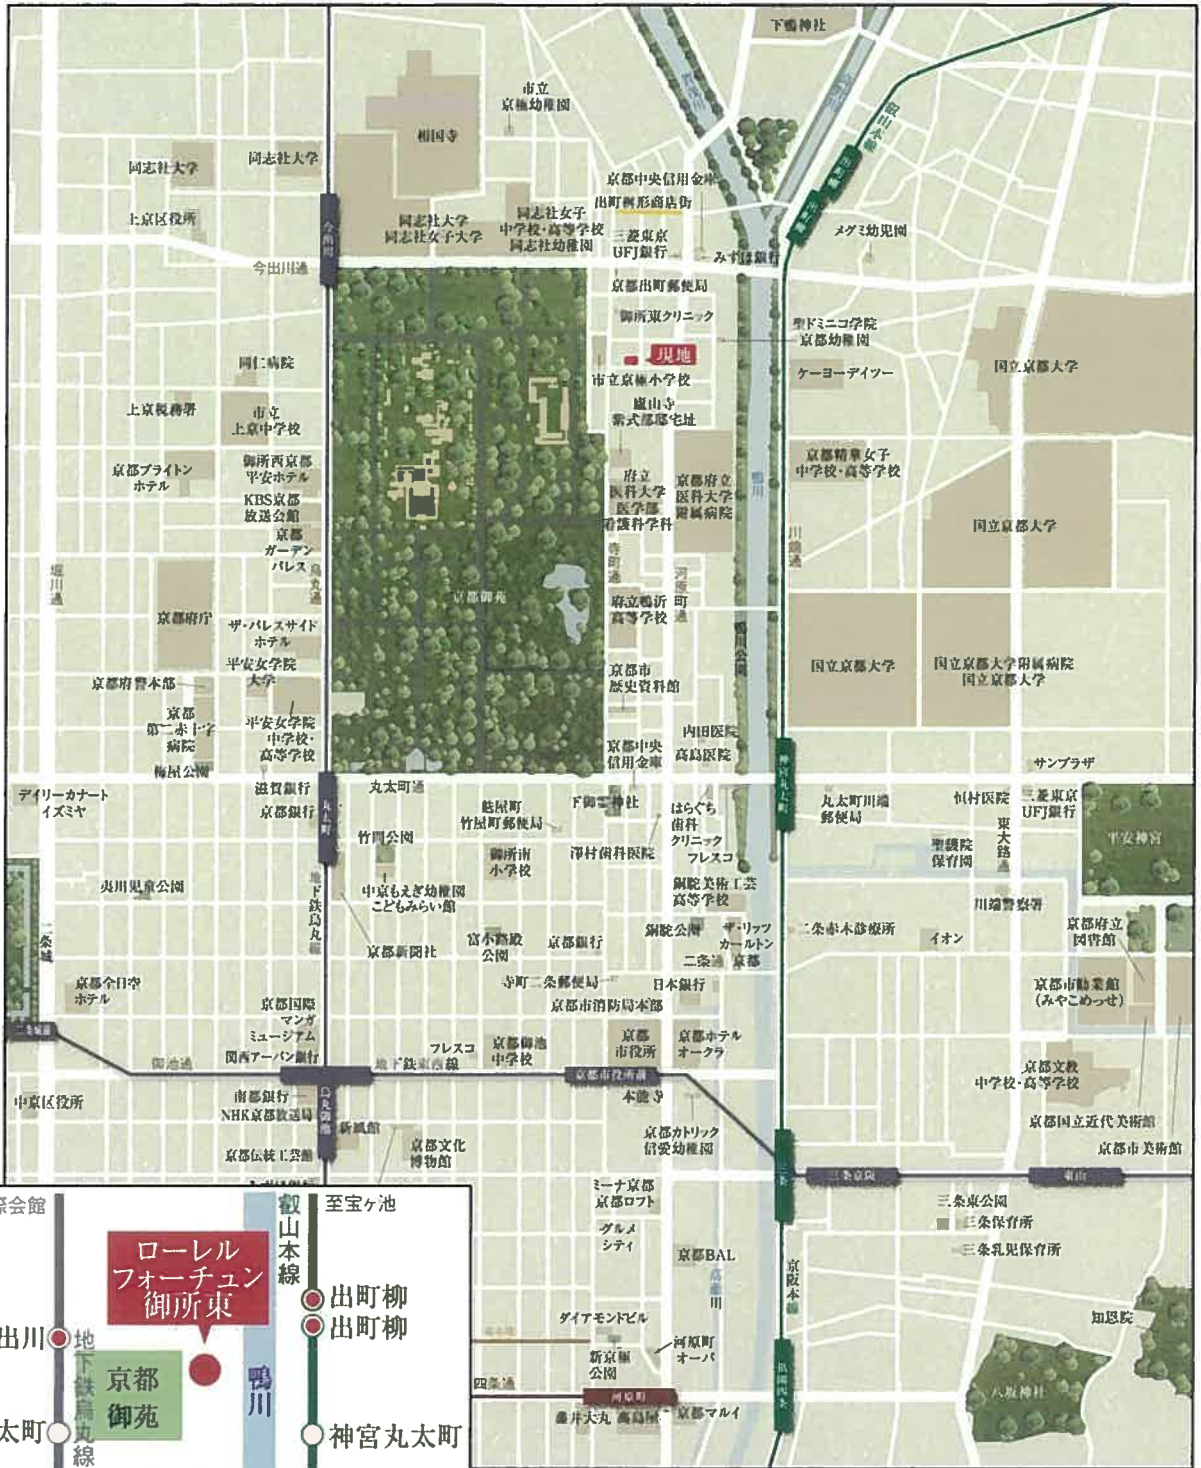 下鴨神社
市立
京極幼稚園
相国寺
叡山本線
同志社大学
同志社大学
京都中央信用金庫
出町桝形商店街
上京区役所
同志社大学
同志社女子大学
同志社女子
中学校・高等学校
同志社幼稚園
三菱東京
UFJ銀行
みずほ銀行
メグミ幼児園
今出川通
京都出町郵便局
御所東クリニック
聖ドミニコ学院
京都幼稚園
現地
同仁病院
市立京極小学校
ケーヨーデイツー
国立京都大学
上京税務署
市立
上京中学校
廬山寺
紫式部邸宅址
京都ブライトン
ホテル
御所西京都
平安ホテル
KBS京都
放送会館
京都
ガーデン
パレス
府立
医科大学
医学部
看護科学科
京都府立
医科大学
附属病院
鴨川
京都精華女子
中学校・高等学校
国立京都大学
堀川通
烏丸通
寺町通
河原町通
川端通
京都御苑
京都府庁
ザ・パレスサイド
ホテル
府立鴨沂
高等学校
鴨川公園
平安女学院
大学
国立京都大学
国立京都大学附属病院
国立京都大学
京都府警本部
京都市
歴史資料館
京都
第二赤十字
病院
平安女学院
中学校・
高等学校
内田医院
高島医院
京都中央
信用金庫
梅屋公園
滋賀銀行
丸太町通
神宮丸太町
サンプラザ
デイリーカナート
イズミヤ
京都銀行
丸太町
竹間公園
竹屋町郵便局
下御霊神社
はらぐち
歯科
クリニック
フレスコ
丸太町川端
郵便局
恒村医院
三菱東京
UFJ銀行
平安神宮
東大路通
聖護院
保育園
御所南
小学校
澤村歯科医院
中京もえぎ幼稚園
こどもみらい館
銅駝美術工芸
高等学校
川端警察署
地下鉄烏丸線
京都新聞社
富小路殿
公園
京都銀行
銅駝公園
ザ・リッツ
カールトン
京都
二条通
二条赤木診療所
イオン
京都府立
図書館
二条城
京都全日空
ホテル
寺町二条郵便局
日本銀行
京都市勧業館
(みやこめっせ)
京都国際
マンガ
ミュージアム
京都市消防局本部
関西アーバン銀行
フレスコ
京都御池
中学校
京都
市役所
京都ホテル
オークラ
二条城前
御池通
地下鉄東西線
京都市役所前
京都文教
中学校・高等学校
中京区役所
南都銀行
NHK京都放送局
烏丸御池
新風館
本能寺
京都国立近代美術館
京都伝統工芸館
京都文化
博物館
京都カトリック
信愛幼稚園
京都市美術館
三条
三条京阪
東山
ミーナ京都
京都ロフト
三条東公園
三条保育所
三条乳児保育所
グルメ
シティ
京都BAL
高瀬川
京阪本線
ダイアモンドビル
新京極
公園
河原町
オーパ
知恩院
四条通
河原町
八坂神社
藤井大丸
高島屋
京都マルイ
際会館
叡山本線
至宝ヶ池
ローレル
フォーチュン
御所東
出町柳
出町柳
出川
地下鉄烏丸線
京都
御苑
鴨川
太町
神宮丸太町